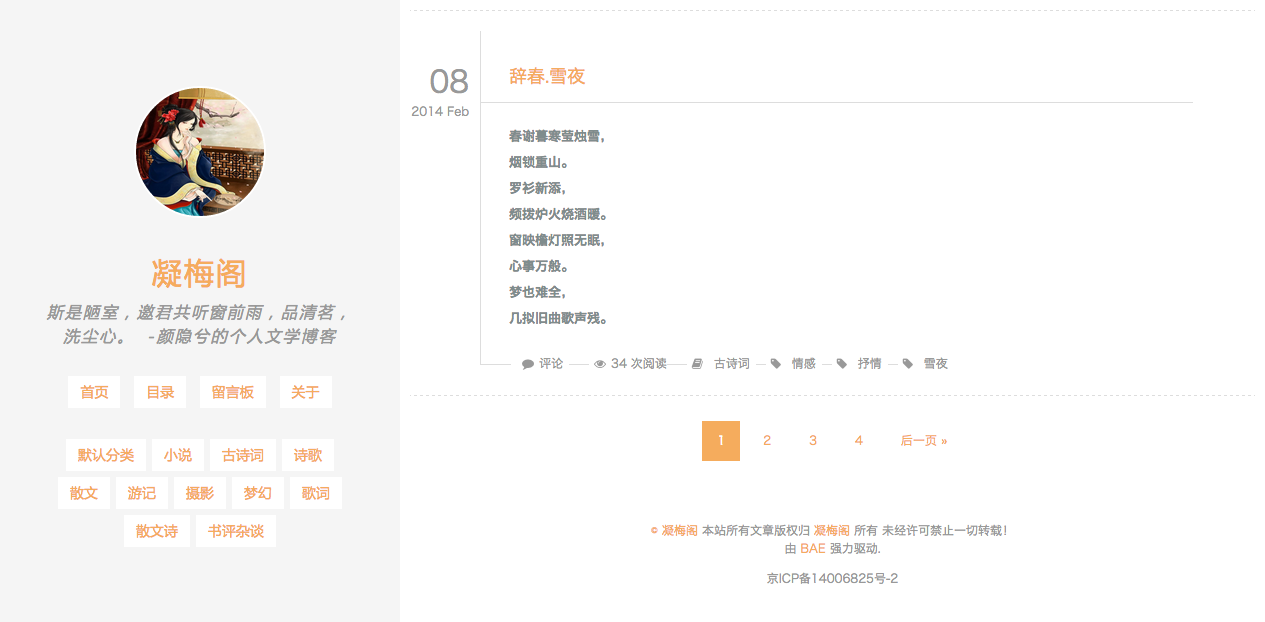 凝梅阁
斯是陋室，邀君共听窗前雨，品清茗，
洗尘心。 -颜隐兮的个人文学博客
首页 目录 留言板 关于
默认分类 小说 古诗词 诗歌
散文 游记 摄影 梦幻 歌词
散文诗 书评杂谈
08
2014 Feb
辞春.雪夜
春谢暮寒莹烛雪，
烟锁重山。
罗衫新添，
频拨炉火烧酒暖。
窗映檐灯照无眠，
心事万般。
梦也难全，
几拟旧曲歌声残。
评论 34 次阅读 古诗词 情感 抒情 雪夜
1 2 3 4 后一页 »
© 凝梅阁 本站所有文章版权归 凝梅阁 所有 未经许可禁止一切转载！
由 BAE 强力驱动.
京ICP备14006825号-2